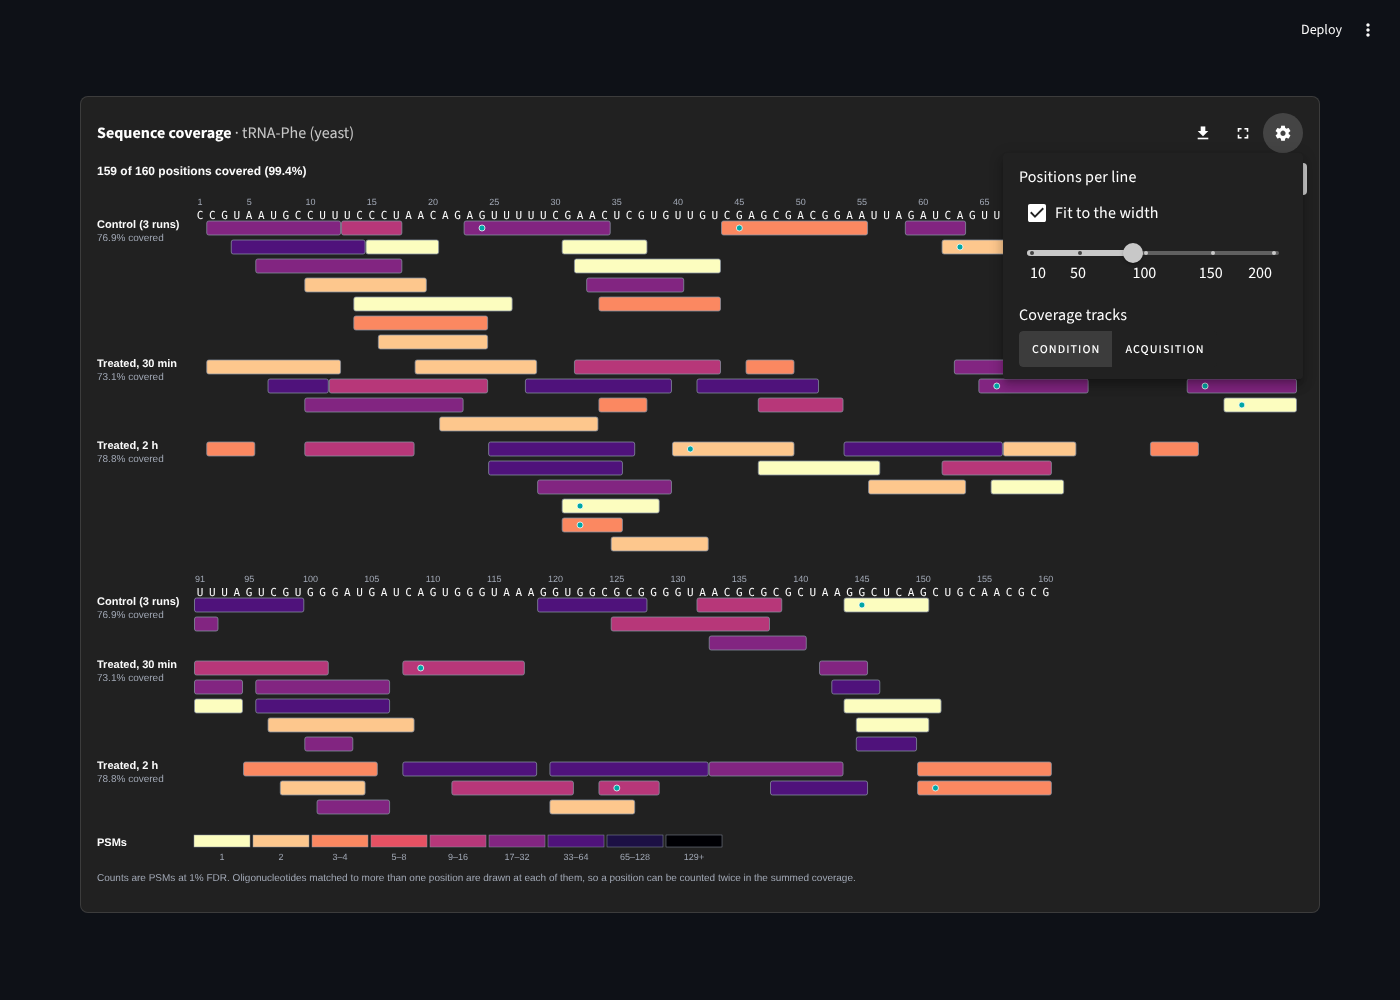 Deploy
Sequence coverage · tRNA-Phe (yeast)
159 of 160 positions covered (99.4%)
Positions per line
Fit to the width
10 50 100 150 200
Coverage tracks
CONDITION ACQUISITION
1 5 10 15 20 25 30 35 40 45 50 55 60 65
C C G U A A U G C C U U U C C C U A A C A G A G U U U U C G A A C U C G U G U U U G U C G A G C G A C G G A A U U A G A U C A G U U
Control (3 runs)
76.9% covered
Treated, 30 min
73.1% covered
Treated, 2 h
78.8% covered
91 95 100 105 110 115 120 125 130 135 140 145 150 155 160
U U U A G U C G U G G G A U G A U C A G U G G G U A A A G G U G G C G C G G G G U A A C G C G C G C U A A G G C U C A G C U G C A A C G C G
Control (3 runs)
76.9% covered
Treated, 30 min
73.1% covered
Treated, 2 h
78.8% covered
PSMs
1 2 3–4 5–8 9–16 17–32 33–64 65–128 129+
Counts are PSMs at 1% FDR. Oligonucleotides matched to more than one position are drawn at each of them, so a position can be counted twice in the summed coverage.